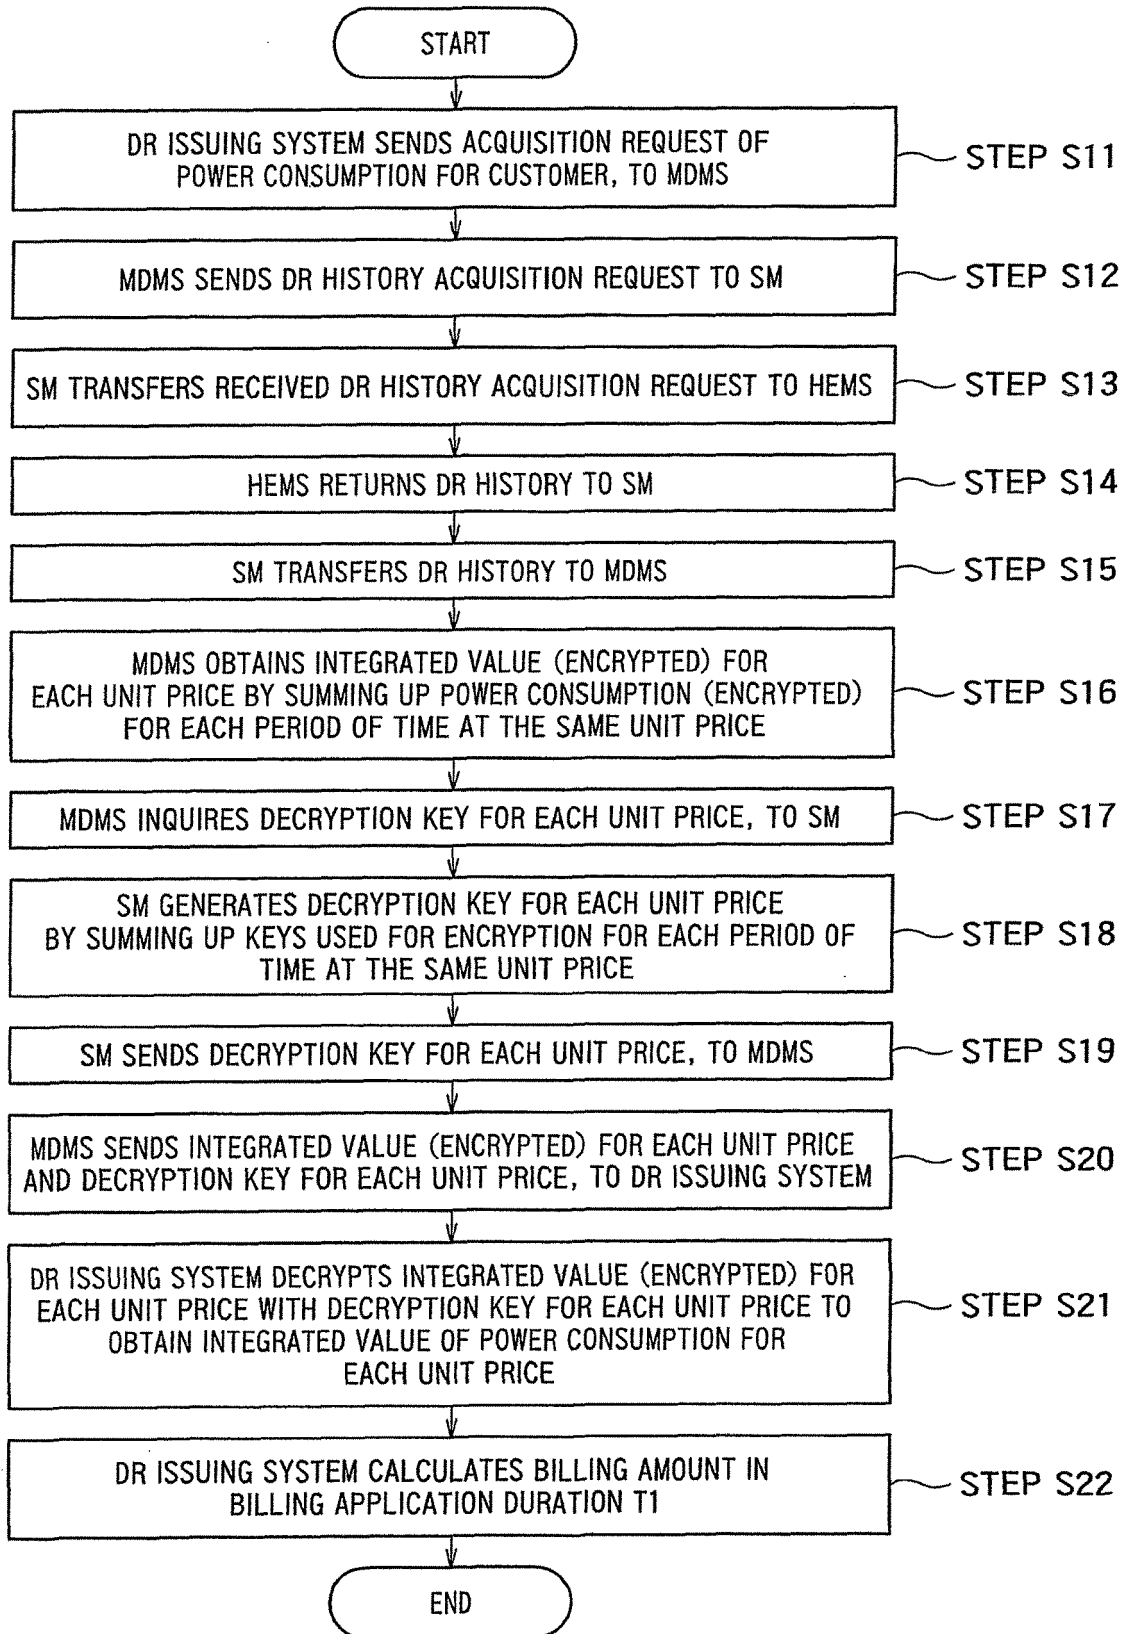 START
DR ISSUING SYSTEM SENDS ACQUISITION REQUEST OF
POWER CONSUMPTION FOR CUSTOMER, TO MDMS
STEP S11
MDMS SENDS DR HISTORY ACQUISITION REQUEST TO SM
STEP S12
SM TRANSFERS RECEIVED DR HISTORY ACQUISITION REQUEST TO HEMS
STEP S13
HEMS RETURNS DR HISTORY TO SM
STEP S14
SM TRANSFERS DR HISTORY TO MDMS
STEP S15
MDMS OBTAINS INTEGRATED VALUE (ENCRYPTED) FOR
EACH UNIT PRICE BY SUMMING UP POWER CONSUMPTION (ENCRYPTED)
FOR EACH PERIOD OF TIME AT THE SAME UNIT PRICE
STEP S16
MDMS INQUIRES DECRYPTION KEY FOR EACH UNIT PRICE, TO SM
STEP S17
SM GENERATES DECRYPTION KEY FOR EACH UNIT PRICE
BY SUMMING UP KEYS USED FOR ENCRYPTION FOR EACH PERIOD OF
TIME AT THE SAME UNIT PRICE
STEP S18
SM SENDS DECRYPTION KEY FOR EACH UNIT PRICE, TO MDMS
STEP S19
MDMS SENDS INTEGRATED VALUE (ENCRYPTED) FOR EACH UNIT PRICE
AND DECRYPTION KEY FOR EACH UNIT PRICE, TO DR ISSUING SYSTEM
STEP S20
DR ISSUING SYSTEM DECRYPTS INTEGRATED VALUE (ENCRYPTED) FOR
EACH UNIT PRICE WITH DECRYPTION KEY FOR EACH UNIT PRICE TO
OBTAIN INTEGRATED VALUE OF POWER CONSUMPTION FOR
EACH UNIT PRICE
STEP S21
DR ISSUING SYSTEM CALCULATES BILLING AMOUNT IN
BILLING APPLICATION DURATION T1
STEP S22
END